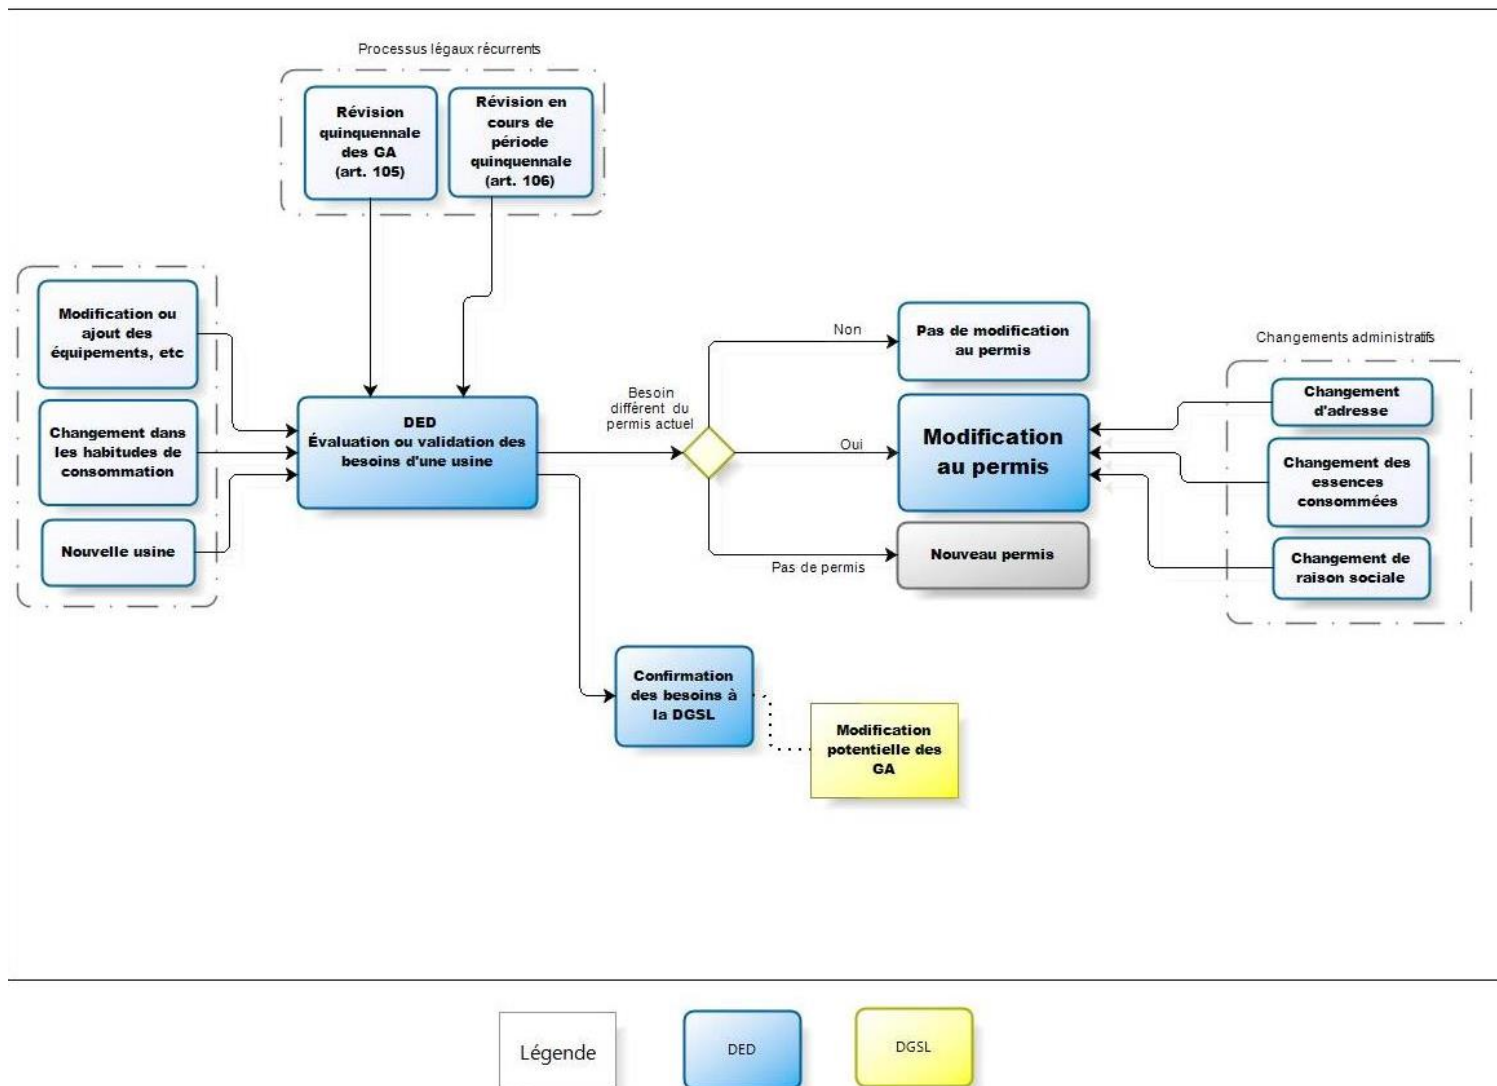 Processus légaux récurrents
Révision
quinquennale
des GA
(art. 105)
Révision en
cours de
période
quinquennale
(art. 106)
Modification ou
ajout des
équipements, etc
Changement dans
les habitudes de
consommation
Nouvelle usine
DED
Évaluation ou validation des
besoins d'une usine
Besoin
différent du
permis actuel
Non
Oui
Pas de permis
Pas de modification
au permis
Modification
au permis
Nouveau permis
Changements administratifs
Changement
d'adresse
Changement des
essences
consommées
Changement de
raison sociale
Confirmation
des besoins à
la DGSL
Modification
potentielle des
GA
Légende
DED
DGSL